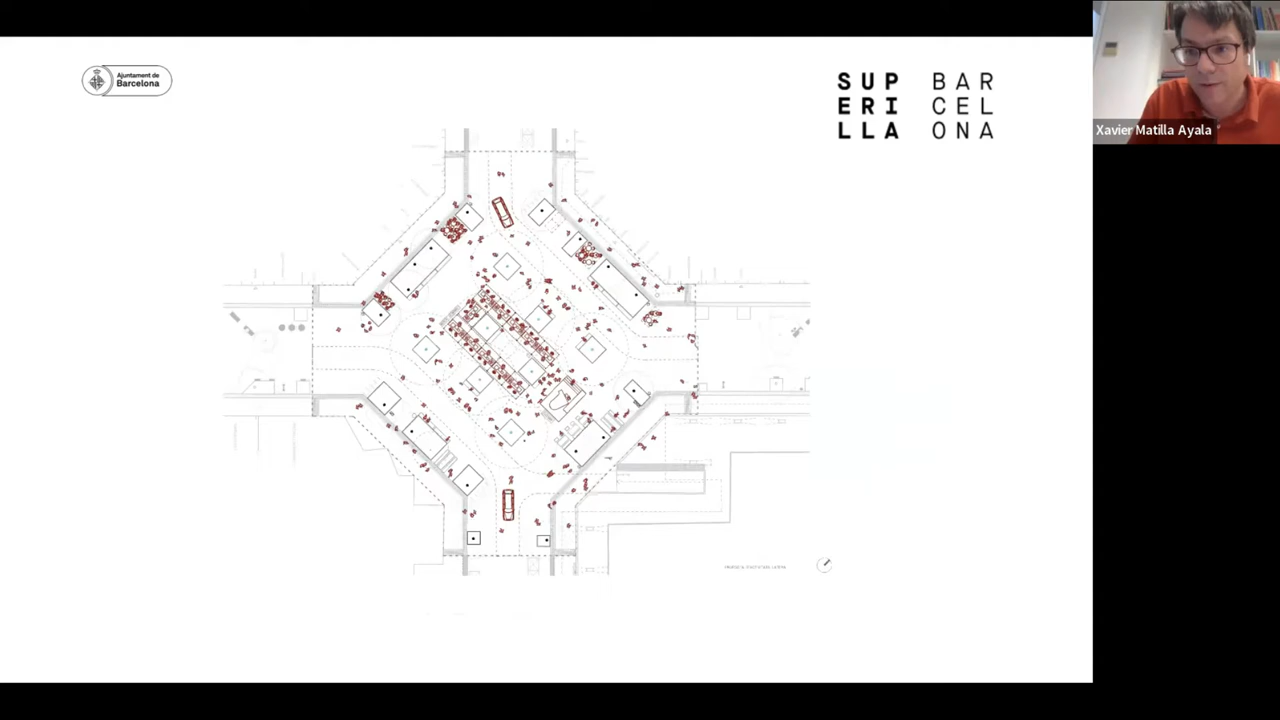 Ajuntament de
Barcelona
SUP BAR
ERI CEL
LLA ONA
Xavier Matilla Ayala